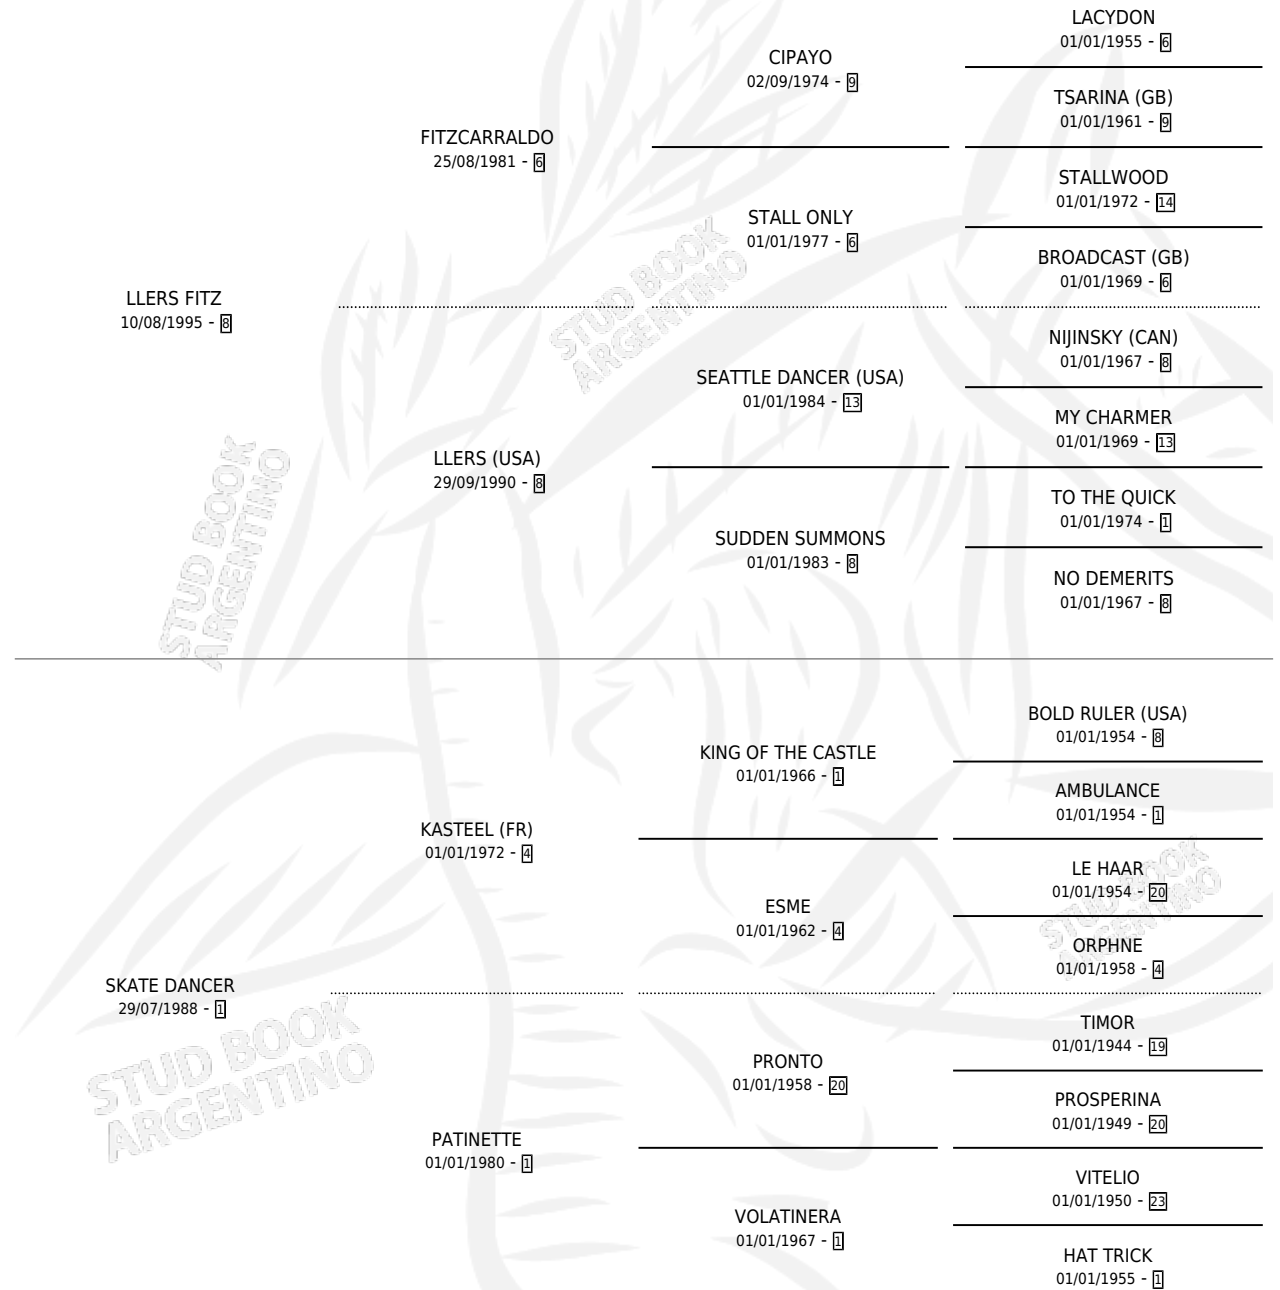 LACYDON
01/01/1955 - 6
CIPAYO
02/09/1974 - 9
TSARINA (GB)
01/01/1961 - 9
FITZCARRALDO
25/08/1981 - 6
STALLWOOD
01/01/1972 - 14
STALL ONLY
01/01/1977 - 6
BROADCAST (GB)
01/01/1969 - 6
LLERS FITZ
10/08/1995 - 8
NIJINSKY (CAN)
01/01/1967 - 8
SEATTLE DANCER (USA)
01/01/1984 - 13
MY CHARMER
01/01/1969 - 13
LLERS (USA)
29/09/1990 - 8
TO THE QUICK
01/01/1974 - 1
SUDDEN SUMMONS
01/01/1983 - 8
NO DEMERITS
01/01/1967 - 8
BOLD RULER (USA)
01/01/1954 - 8
KING OF THE CASTLE
01/01/1966 - 1
AMBULANCE
01/01/1954 - 1
KASTEEL (FR)
01/01/1972 - 4
LE HAAR
01/01/1954 - 20
ESME
01/01/1962 - 4
ORPHNE
01/01/1958 - 4
SKATE DANCER
29/07/1988 - 1
TIMOR
01/01/1944 - 19
PRONTO
01/01/1958 - 20
PROSPERINA
01/01/1949 - 20
PATINETTE
01/01/1980 - 1
VITELIO
01/01/1950 - 23
VOLATINERA
01/01/1967 - 1
HAT TRICK
01/01/1955 - 1
STUD BOOK
ARGENTINO
STUD BOOK
ARGENTINO
STUD BOOK
ARGENTINO
STUD BOOK
ARGENTINO